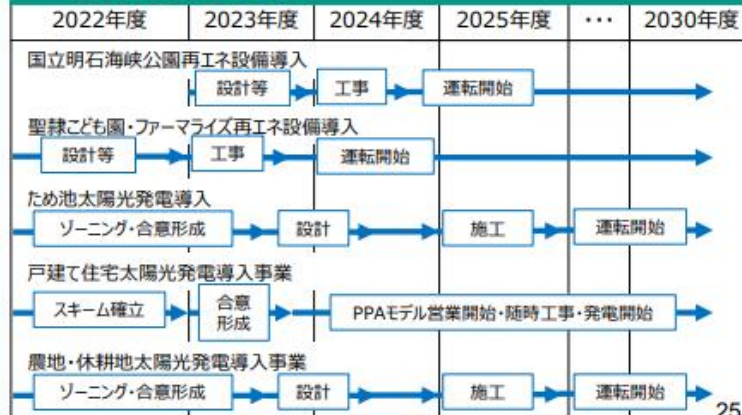 2022年度 2023年度 2024年度 2025年度 ・・・ 2030年度
国立明石海峡公園再エネ設備導入
設計等 工事 運転開始
聖隷こども園・ファーマライズ再エネ設備導入
設計等 工事 運転開始
ため池太陽光発電導入
ゾーニング・合意形成 設計 施工 運転開始
戸建て住宅太陽光発電導入事業
スキーム確立 合意 PPAモデル営業開始・随時工事・発電開始
形成
農地・休耕地太陽光発電導入事業
ゾーニング・合意形成 設計 施工 運転開始
25